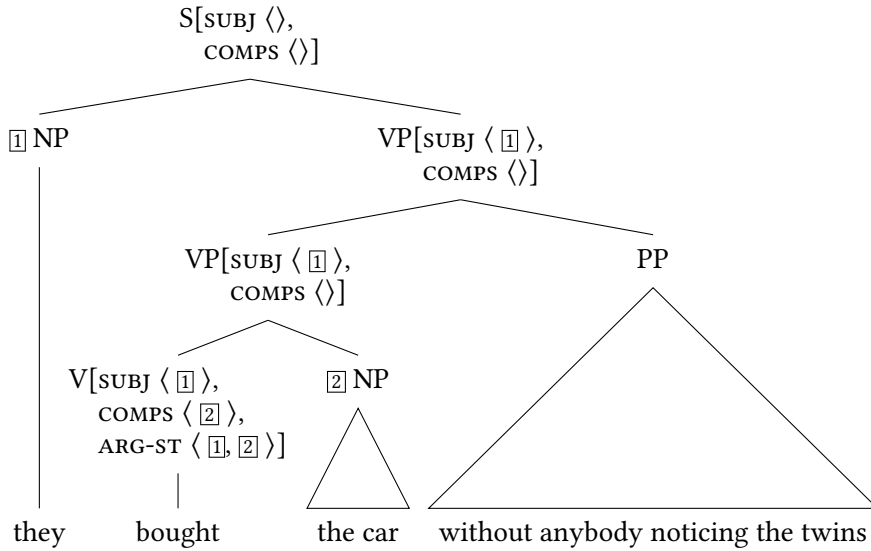 S[SUBJ ⟨⟩,
COMPS ⟨⟩]
1 NP
VP[SUBJ ⟨ 1 ⟩,
COMPS ⟨⟩]
VP[SUBJ ⟨ 1 ⟩,
COMPS ⟨⟩]
PP
V[SUBJ ⟨ 1 ⟩,
COMPS ⟨ 2 ⟩,
ARG-ST ⟨ 1, 2 ⟩]
2 NP
they bought the car without anybody noticing the twins